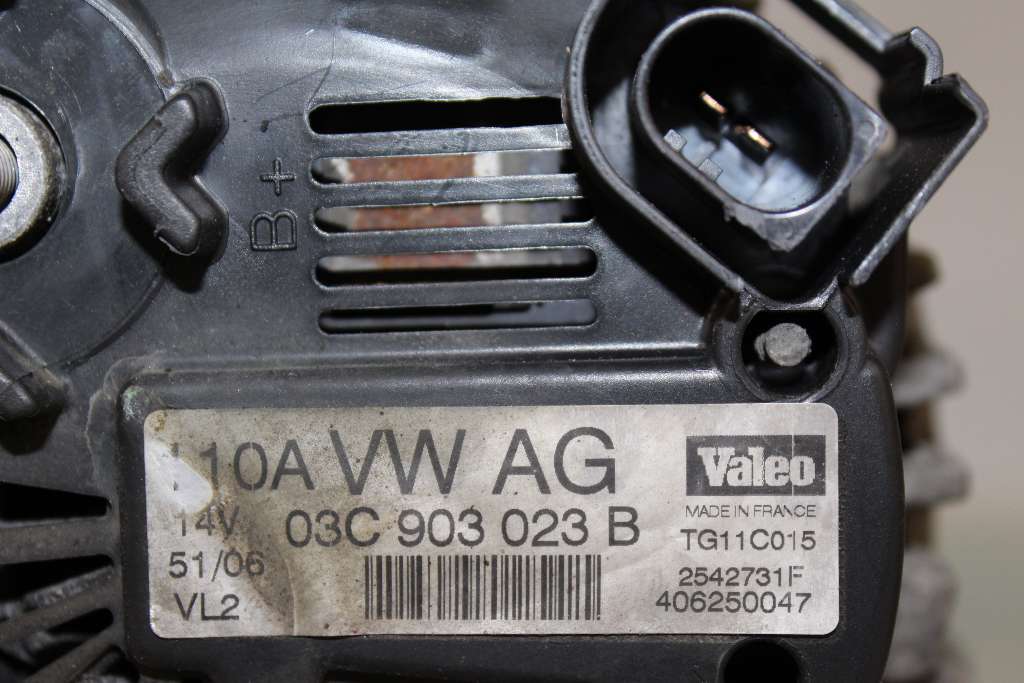 B+
110A VW AG
14V 03C 903 023 B
51/06
VL2
Valeo
MADE IN FRANCE
TG11C015
2542731F
406250047